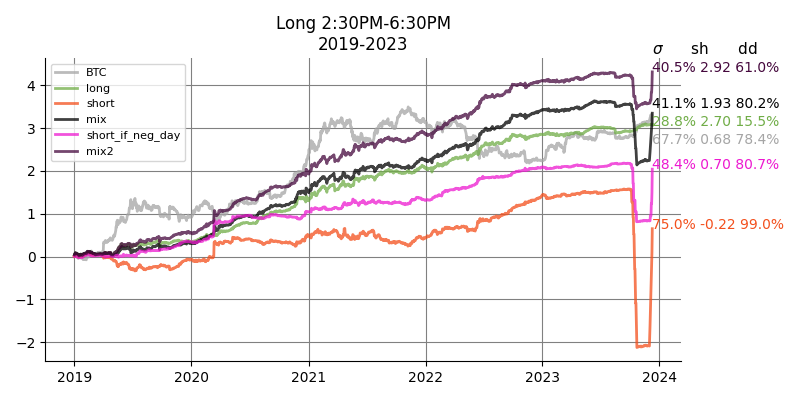 Long 2:30PM-6:30PM
2019-2023
σ sh dd
BTC
long
short
mix
short_if_neg_day
mix2
40.5% 2.92 61.0%
41.1% 1.93 80.2%
28.8% 2.70 15.5%
67.7% 0.68 78.4%
48.4% 0.70 80.7%
75.0% -0.22 99.0%
4
3
2
1
0
−1
−2
2019 2020 2021 2022 2023 2024